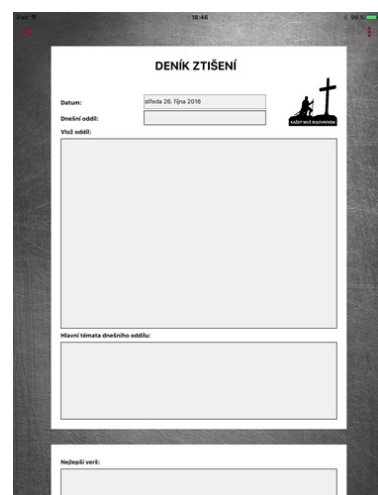 iPad
18:46
99 %
DENÍK ZTIŠENÍ
Datum:
středa 26. října 2016
Dnešní oddíl:
KAŽDÝ MUŽ BOJOVNÍKEM
Vlož oddíl:
Hlavní témata dnešního oddílu:
Nejlepší verš: